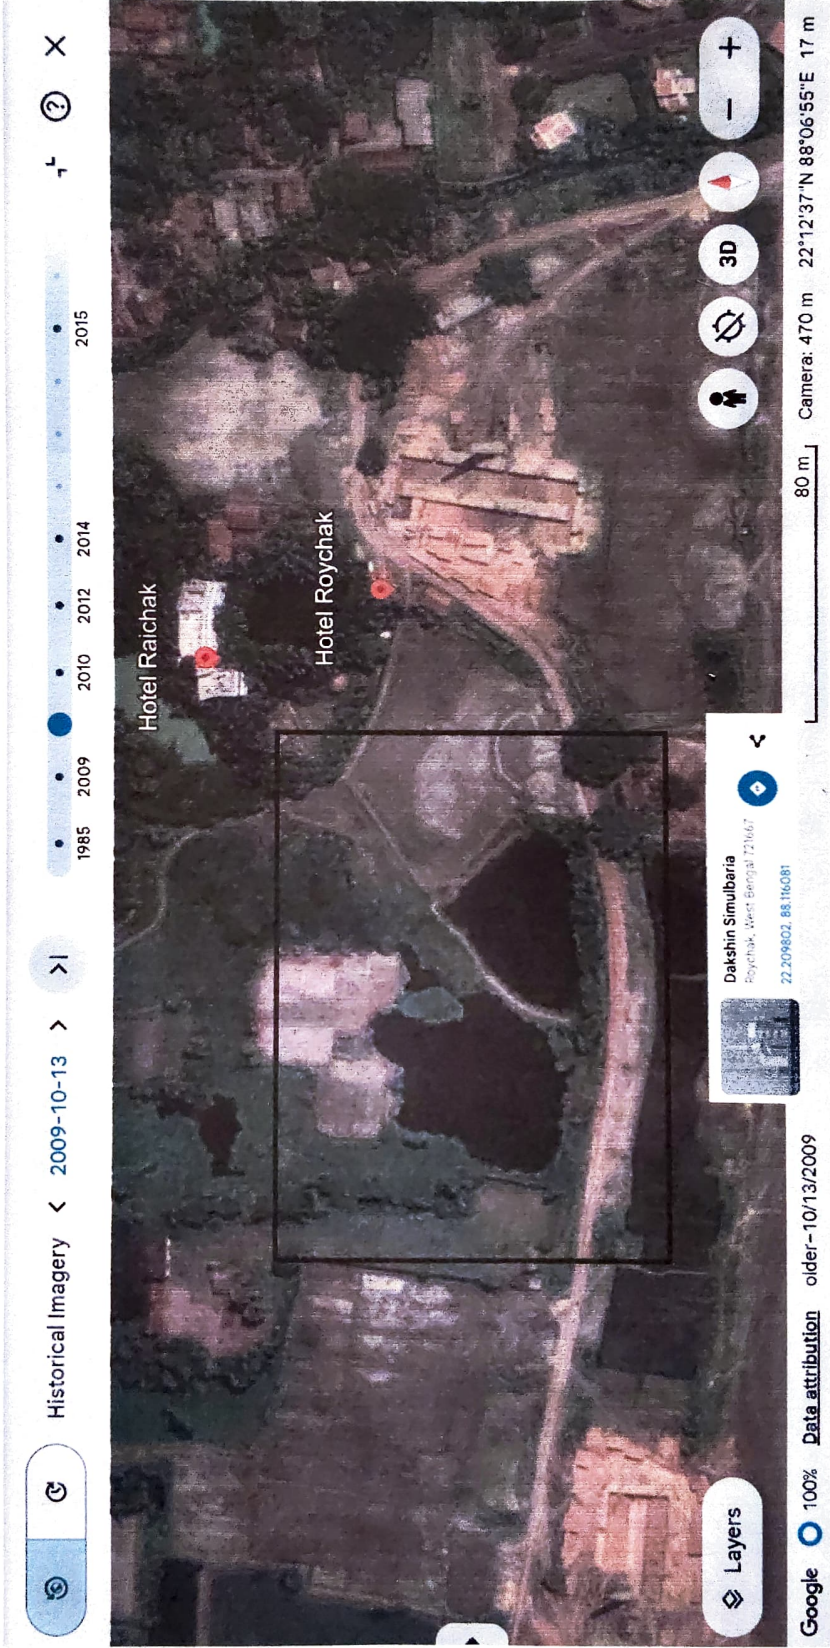 Historical Imagery
2009-10-13
1985
2009
2010
2012
2014
2015
Hotel Raichak
Hotel Roychak
Dakshin Simulbaria
Roychak, West Bengal 721667
22.209802, 88.116081
Layers
3D
Google
100%
Data attribution
older–10/13/2009
80 m
Camera: 470 m
22°12'37"N 88°06'55"E
17 m